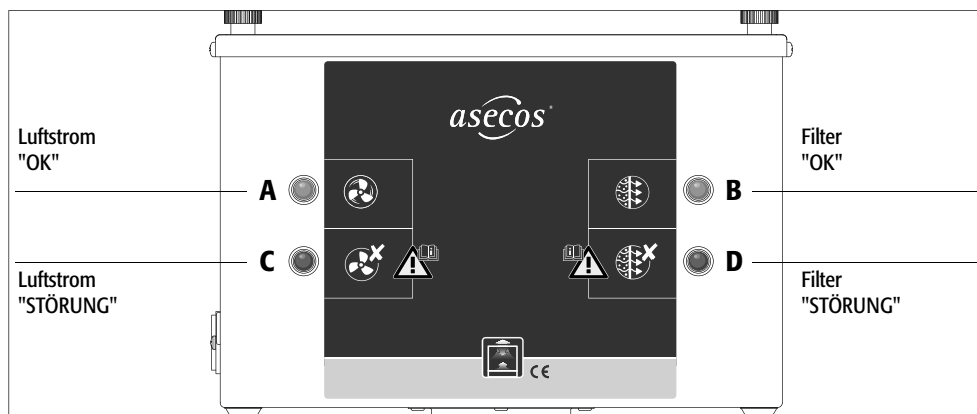 asecos
Luftstrom
"OK"
Filter
"OK"
A
B
C
D
Luftstrom
"STÖRUNG"
Filter
"STÖRUNG"
CE